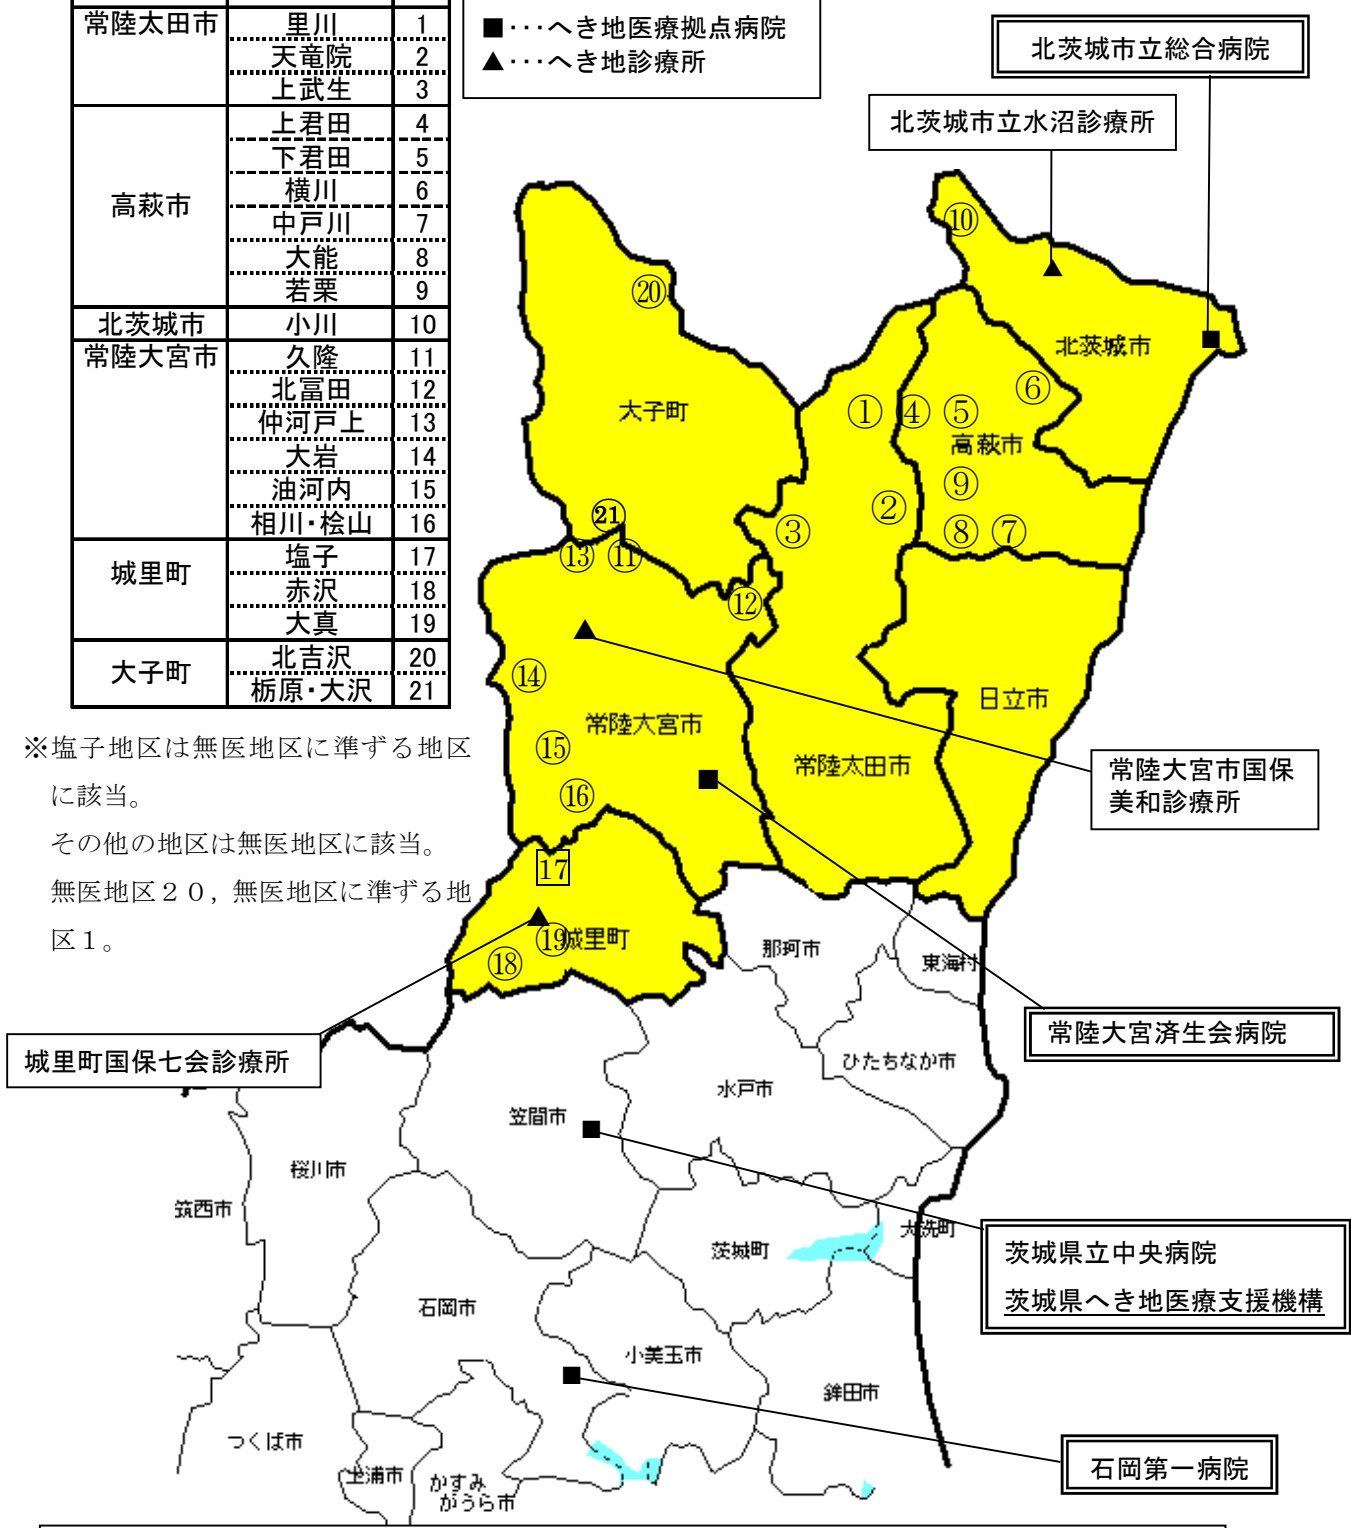 常陸太田市 里川 1
天竜院 2
上武生 3
高萩市 上君田 4
下君田 5
横川 6
中戸川 7
大能 8
若栗 9
北茨城市 小川 10
常陸大宮市 久隆 11
北冨田 12
仲河戸上 13
大岩 14
油河内 15
相川・桧山 16
城里町 塩子 17
赤沢 18
大真 19
大子町 北吉沢 20
栃原・大沢 21
■・・・へき地医療拠点病院
▲・・・へき地診療所
北茨城市立総合病院
北茨城市立水沼診療所
⑩
⑳
北茨城市
⑥
大子町
① ④ ⑤
高萩市
⑨
②
21
③
⑧ ⑦
⑬ ⑪
⑫
⑭
日立市
常陸大宮市
⑮
常陸太田市
⑯
常陸大宮市国保
美和診療所
※塩子地区は無医地区に準ずる地区
に該当。
その他の地区は無医地区に該当。
無医地区20,無医地区に準ずる地
区1。
17
⑲
城里町
⑱
那珂市
東海村
常陸大宮済生会病院
城里町国保七会診療所
ひたちなか市
水戸市
笠間市
桜川市
筑西市
大洗町
茨城町
茨城県立中央病院
茨城県へき地医療支援機構
石岡市
小美玉市
鉾田市
つくば市
石岡第一病院
土浦市
かすみ
がうら市